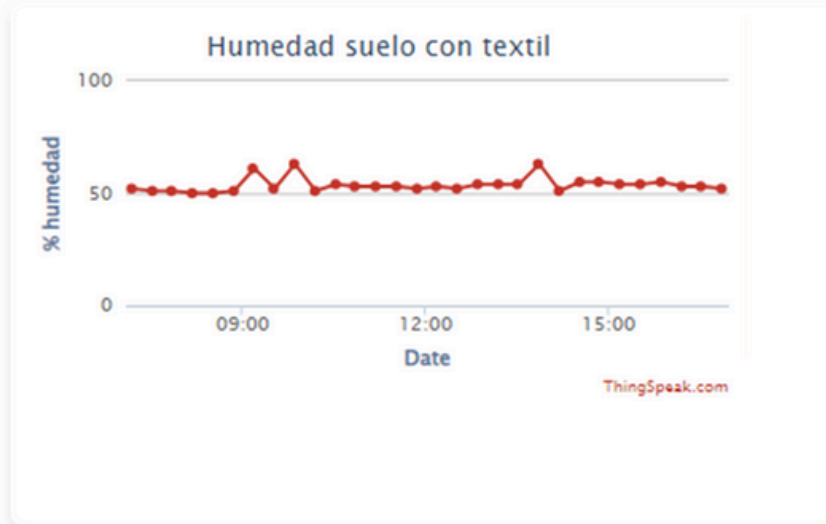 Humedad suelo con textil
100
% humedad
50
0
09:00 12:00 15:00
Date
ThingSpeak.com